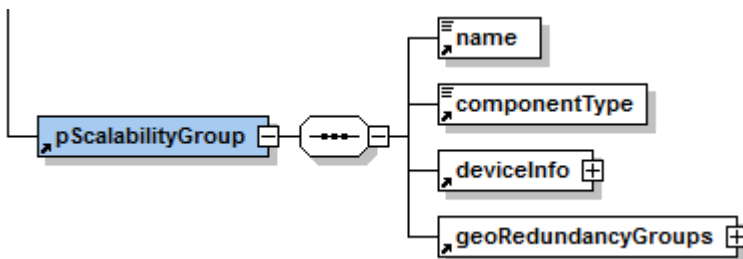 name
componentType
pScalabilityGroup
deviceInfo
geoRedundancyGroups